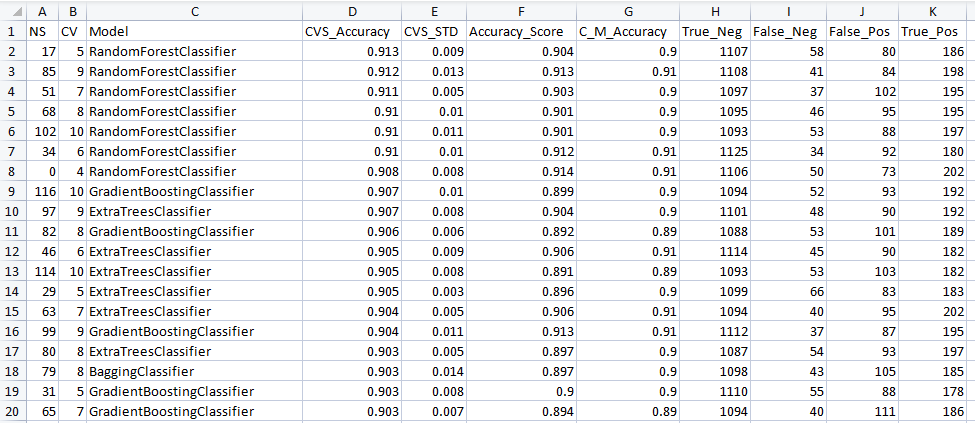 A B C D E F G H I J K
1 NS CV Model CVS_Accuracy CVS_STD Accuracy_Score C_M_Accuracy True_Neg False_Neg False_Pos True_Pos
2 17 5 RandomForestClassifier 0.913 0.009 0.904 0.9 1107 58 80 186
3 85 9 RandomForestClassifier 0.912 0.013 0.913 0.91 1108 41 84 198
4 51 7 RandomForestClassifier 0.911 0.005 0.903 0.9 1097 37 102 195
5 68 8 RandomForestClassifier 0.91 0.01 0.901 0.9 1095 46 95 195
6 102 10 RandomForestClassifier 0.91 0.011 0.901 0.9 1093 53 88 197
7 34 6 RandomForestClassifier 0.91 0.01 0.912 0.91 1125 34 92 180
8 0 4 RandomForestClassifier 0.908 0.008 0.914 0.91 1106 50 73 202
9 116 10 GradientBoostingClassifier 0.907 0.01 0.899 0.9 1094 52 93 192
10 97 9 ExtraTreesClassifier 0.907 0.008 0.904 0.9 1101 48 90 192
11 82 8 GradientBoostingClassifier 0.906 0.006 0.892 0.89 1088 53 101 189
12 46 6 ExtraTreesClassifier 0.905 0.009 0.906 0.91 1114 45 90 182
13 114 10 ExtraTreesClassifier 0.905 0.008 0.891 0.89 1093 53 103 182
14 29 5 ExtraTreesClassifier 0.905 0.003 0.896 0.9 1099 66 83 183
15 63 7 ExtraTreesClassifier 0.904 0.005 0.906 0.91 1094 40 95 202
16 99 9 GradientBoostingClassifier 0.904 0.011 0.913 0.91 1112 37 87 195
17 80 8 ExtraTreesClassifier 0.903 0.005 0.897 0.9 1087 54 93 197
18 79 8 BaggingClassifier 0.903 0.014 0.897 0.9 1098 43 105 185
19 31 5 GradientBoostingClassifier 0.903 0.008 0.9 0.9 1110 55 88 178
20 65 7 GradientBoostingClassifier 0.903 0.007 0.894 0.89 1094 40 111 186